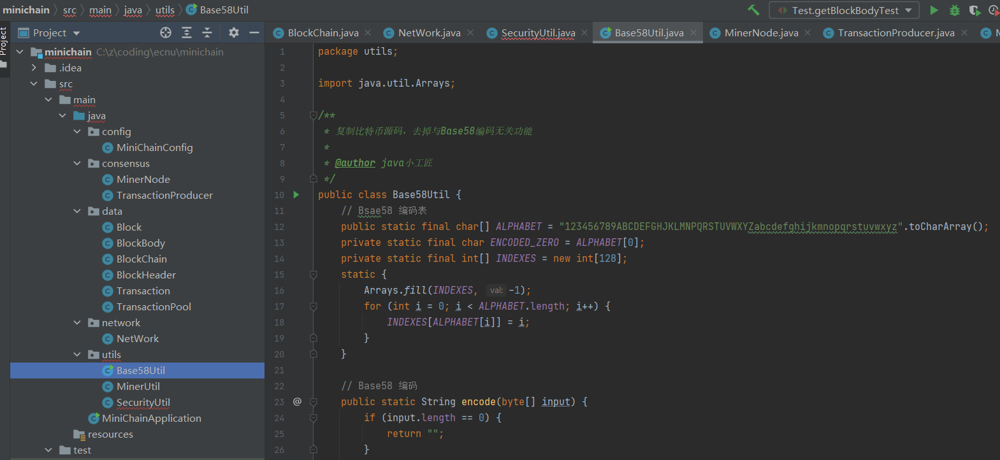 minichain src main java utils Base58Util
Test.getBlockBodyTest
Project
Project
BlockChain.java NetWork.java SecurityUtil.java Base58Util.java MinerNode.java TransactionProducer.java
minichain C:\z\coding\ecnu\minichain
.idea
src
main
java
config
MiniChainConfig
consensus
MinerNode
TransactionProducer
data
Block
BlockBody
BlockChain
BlockHeader
Transaction
TransactionPool
network
NetWork
utils
Base58Util
MinerUtil
SecurityUtil
MiniChainApplication
resources
test
1 package utils;
2
3 import java.util.Arrays;
4
5 /**
6 * 复制比特币源码，去掉与Base58编码无关功能
7 *
8 * @author java小工匠
9 */
10 public class Base58Util {
11 // Bsae58 编码表
12 public static final char[] ALPHABET = "123456789ABCDEFGHJKLMNPQRSTUVWXYZabcdefghijkmnopqrstuvwxyz".toCharArray();
13 private static final char ENCODED_ZERO = ALPHABET[0];
14 private static final int[] INDEXES = new int[128];
15 static {
16 Arrays.fill(INDEXES, val: -1);
17 for (int i = 0; i < ALPHABET.length; i++) {
18 INDEXES[ALPHABET[i]] = i;
19 }
20 }
21
22 // Base58 编码
23 @ public static String encode(byte[] input) {
24 if (input.length == 0) {
25 return "";
26 }